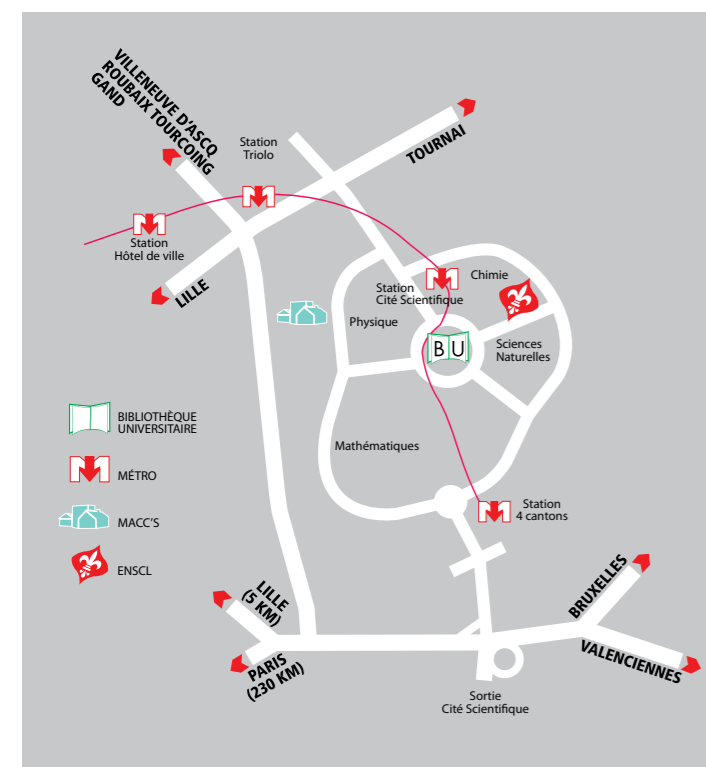 VILLENEUVE D'ASCQ
ROUBAIX TOURCOING
GAND
Station
Triolo
TOURNAI
Station
Hôtel de ville
LILLE
Station
Cité Scientifique
Chimie
Physique
B U
Sciences
Naturelles
BIBLIOTHÈQUE
UNIVERSITAIRE
Mathématiques
MÉTRO
Station
4 cantons
MACC'S
ENSCL
LILLE
(5 KM)
BRUXELLES
PARIS
(230 KM)
VALENCIENNES
Sortie
Cité Scientifique